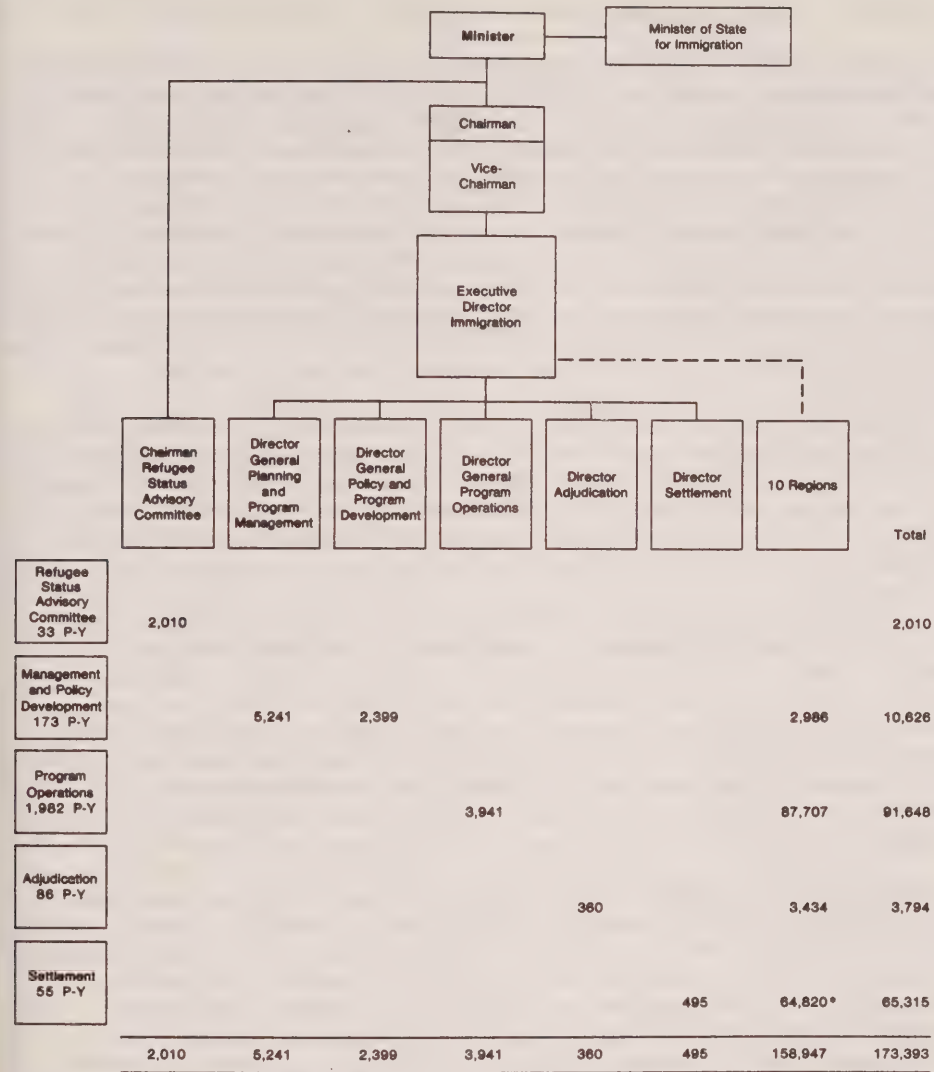 Minister
Minister of State
for Immigration
Chairman
Vice-
Chairman
Executive
Director
Immigration
Chairman
Refugee
Status
Advisory
Committee
Director
General
Planning
and
Program
Management
Director
General
Policy and
Program
Development
Director
General
Program
Operations
Director
Adjudication
Director
Settlement
10 Regions
Total
Refugee
Status
Advisory
Committee
33 P-Y
2,010 2,010
Management
and Policy
Development
173 P-Y
5,241 2,399 2,986 10,626
Program
Operations
1,982 P-Y
3,941 87,707 91,648
Adjudication
86 P-Y
360 3,434 3,794
Settlement
55 P-Y
495 64,820* 65,315
2,010 5,241 2,399 3,941 360 495 158,947 173,393